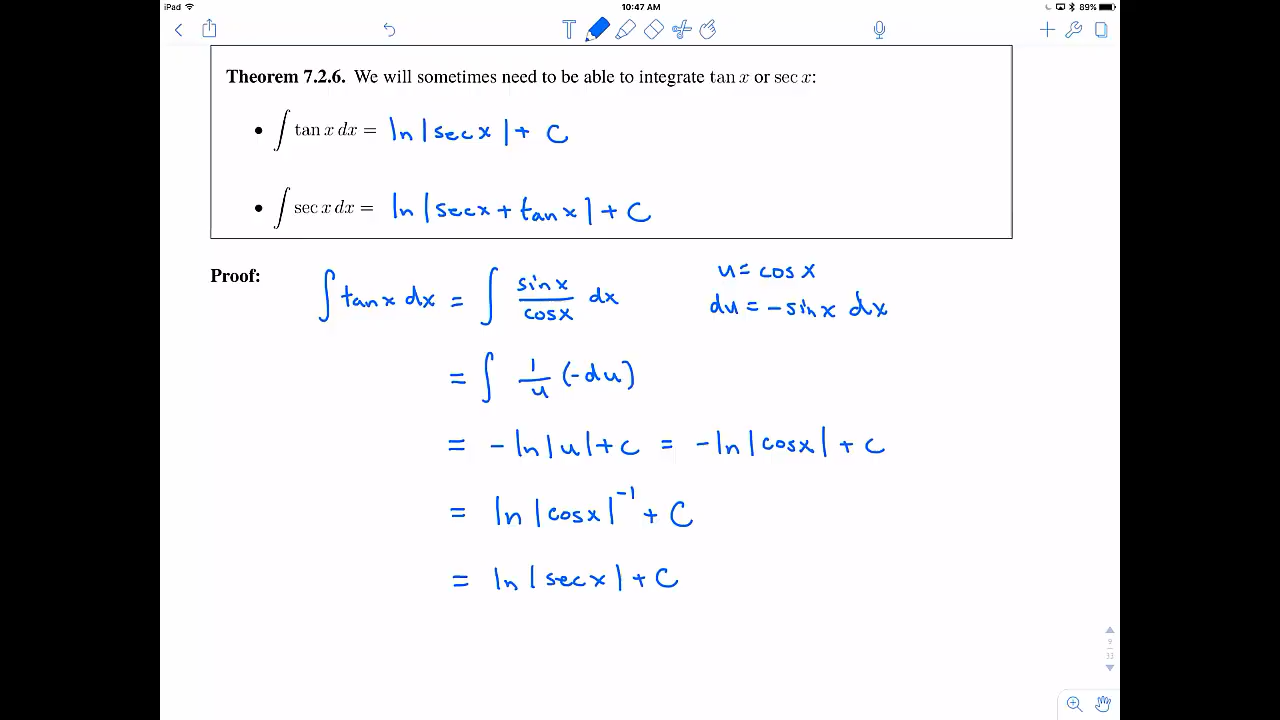 iPad 10:47 AM 89%
T
Theorem 7.2.6. We will sometimes need to be able to integrate tan x or sec x:
• ∫ tan x dx = ln|sec x| + C
• ∫ sec x dx = ln|sec x + tan x| + C
Proof: ∫ tan x dx = ∫ sin x / cos x dx
u = cos x
du = -sin x dx
= ∫ 1/u (-du)
= -ln|u| + C = -ln|cos x| + C
= ln|cos x|⁻¹ + C
= ln|sec x| + C
9
33